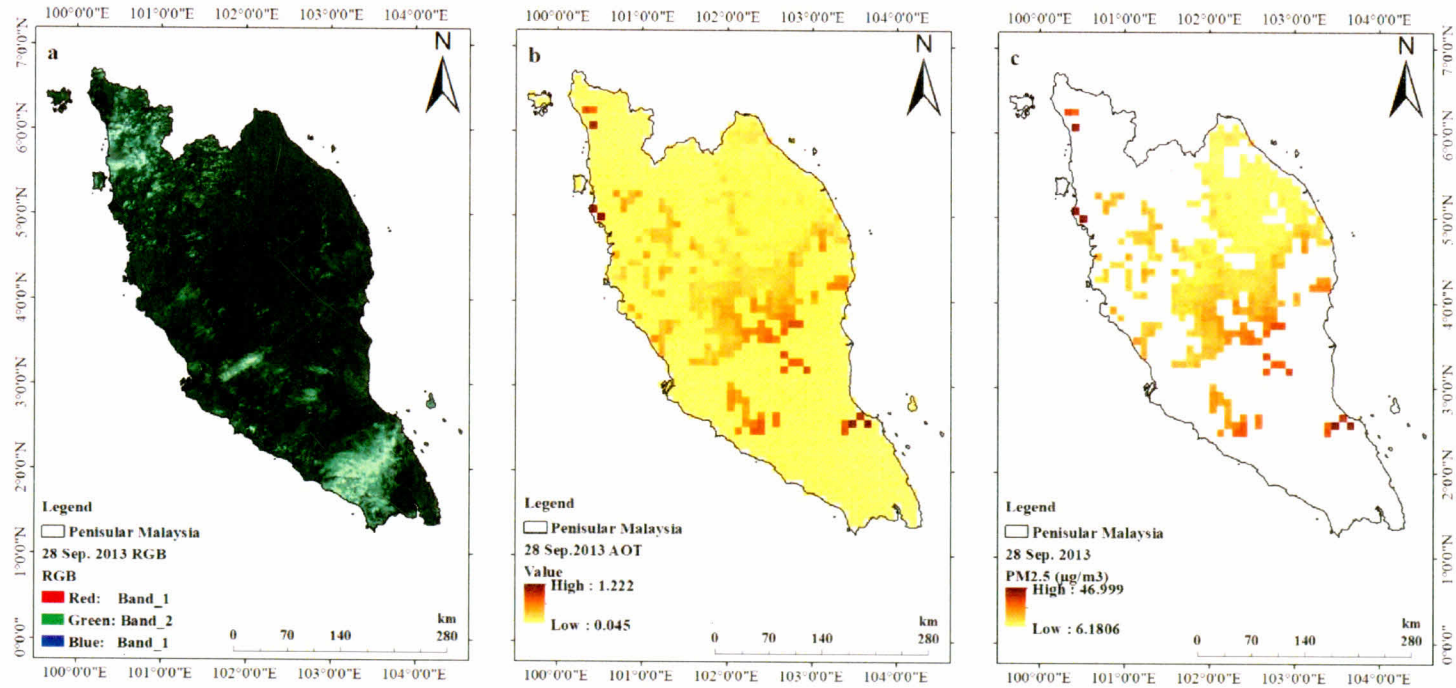 100°0'0"E 101°0'0"E 102°0'0"E 103°0'0"E 104°0'0"E
a
N
7°0'0"N
6°0'0"N
5°0'0"N
4°0'0"N
3°0'0"N
2°0'0"N
1°0'0"N
0°0'0"
Legend
Penisular Malaysia
28 Sep. 2013 RGB
RGB
Red: Band_1
Green: Band_2
Blue: Band_1
km
0 70 140 280
100°0'0"E 101°0'0"E 102°0'0"E 103°0'0"E 104°0'0"E
100°0'0"E 101°0'0"E 102°0'0"E 103°0'0"E 104°0'0"E
b
N
Legend
Penisular Malaysia
28 Sep.2013 AOT
Value
High : 1.222
Low : 0.045
km
0 70 140 280
100°0'0"E 101°0'0"E 102°0'0"E 103°0'0"E 104°0'0"E
100°0'0"E 101°0'0"E 102°0'0"E 103°0'0"E 104°0'0"E
c
N
Legend
Penisular Malaysia
28 Sep. 2013
PM2.5 (µg/m3)
High : 46.999
Low : 6.1806
km
0 70 140 280
7°0'0"N
6°0'0"N
5°0'0"N
4°0'0"N
3°0'0"N
2°0'0"N
1°0'0"N
0°0'0"
100°0'0"E 101°0'0"E 102°0'0"E 103°0'0"E 104°0'0"E